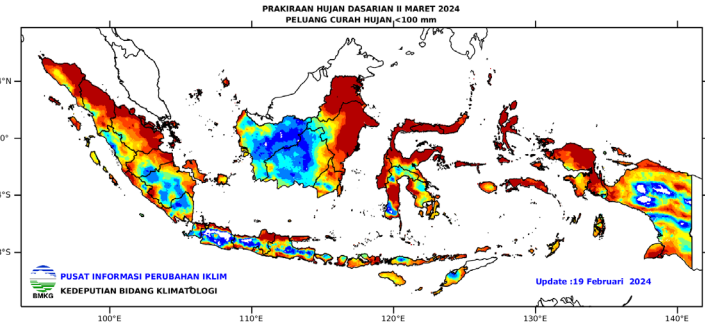 PRAKIRAAN HUJAN DASARIAN II MARET 2024
PELUANG CURAH HUJAN <100 mm
°N
0°
°S
°S
PUSAT INFORMASI PERUBAHAN IKLIM
KEDEPUTIAN BIDANG KLIMATOLOGI
BMKG
Update :19 Februari 2024
100°E 110°E 120°E 130°E 140°E